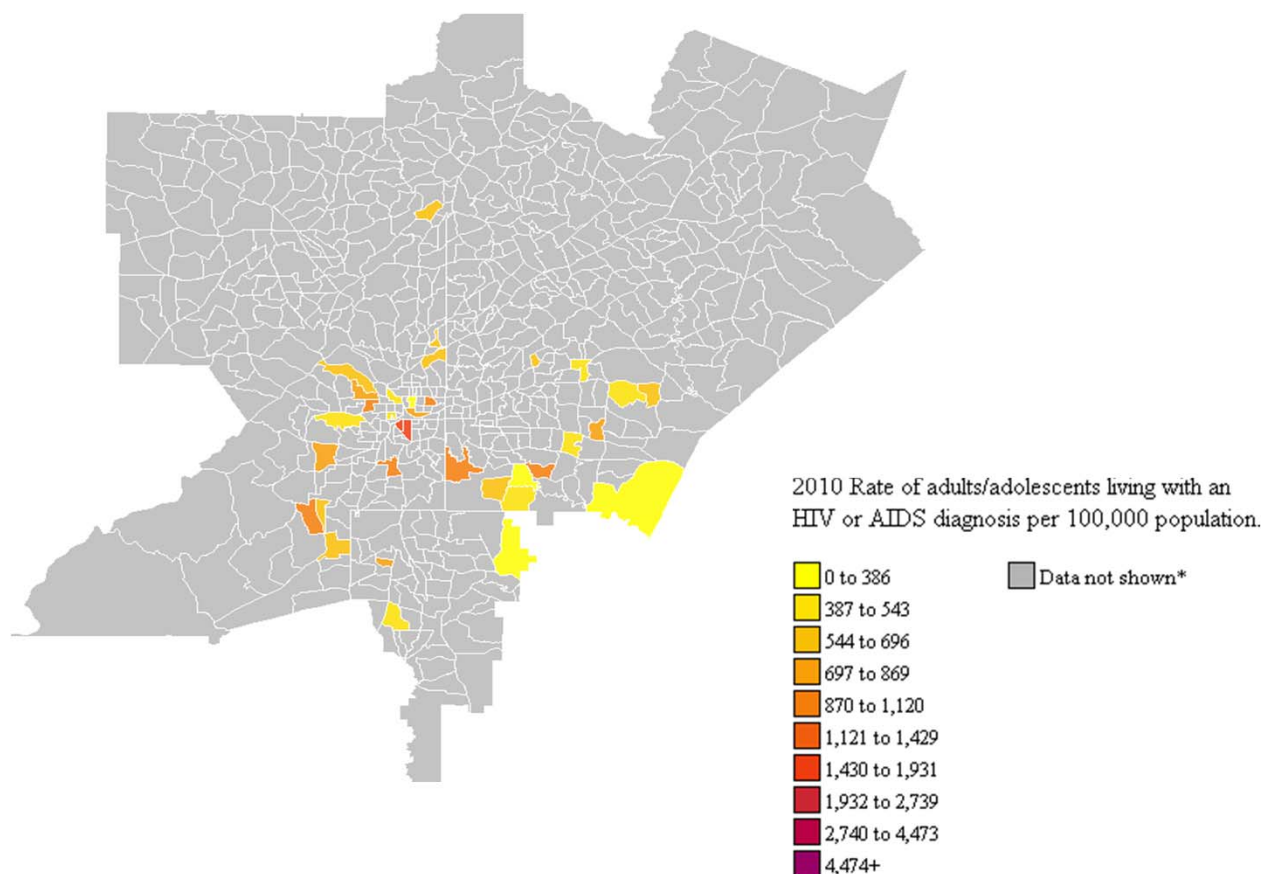 2010 Rate of adults/adolescents living with an
HIV or AIDS diagnosis per 100,000 population.
0 to 386
387 to 543
544 to 696
697 to 869
870 to 1,120
1,121 to 1,429
1,430 to 1,931
1,932 to 2,739
2,740 to 4,473
4,474+
Data not shown*